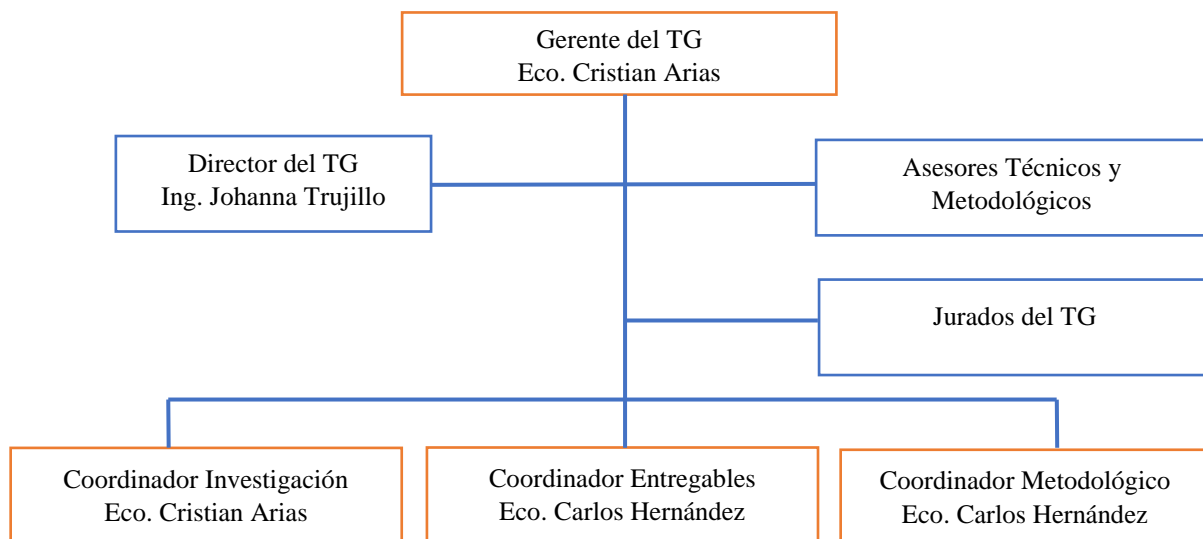 Gerente del TG
Eco. Cristian Arias
Director del TG
Ing. Johanna Trujillo
Asesores Técnicos y
Metodológicos
Jurados del TG
Coordinador Investigación
Eco. Cristian Arias
Coordinador Entregables
Eco. Carlos Hernández
Coordinador Metodológico
Eco. Carlos Hernández